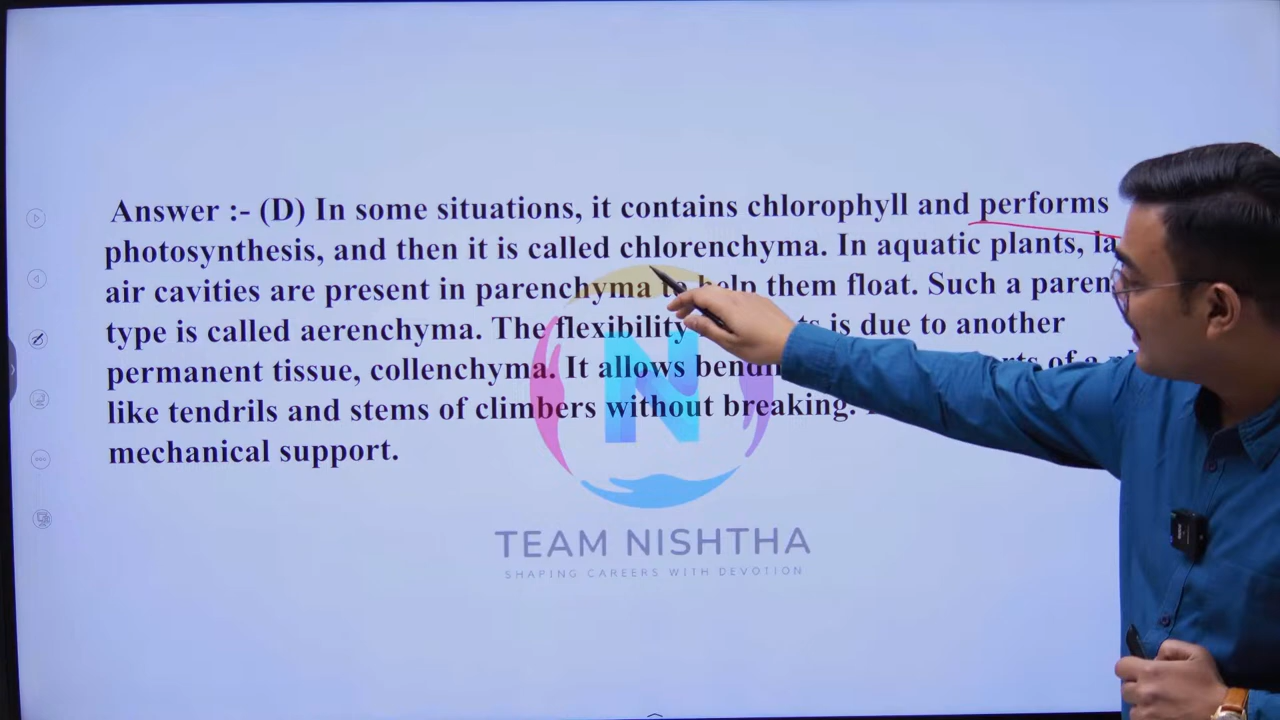 Answer :- (D) In some situations, it contains chlorophyll and performs
photosynthesis, and then it is called chlorenchyma. In aquatic plants,
air cavities are present in parenchyma to help them float. Such a
type is called aerenchyma. The flexibility is due to another
permanent tissue, collenchyma. It allows of a
like tendrils and stems of climbers without breaking.
mechanical support.
N
TEAM NISHTHA
SHAPING CAREERS WITH DEVOTION